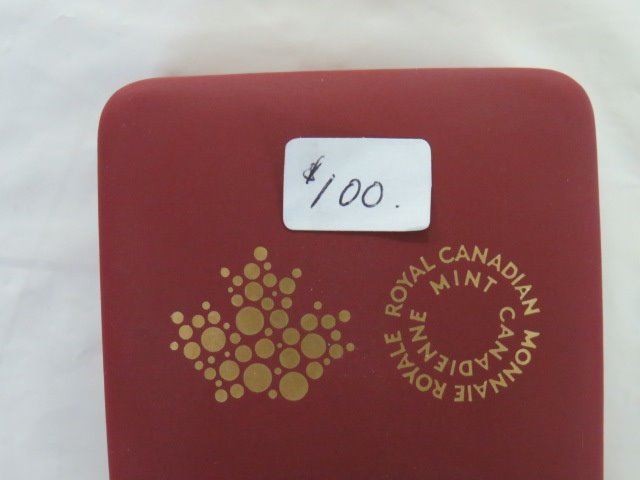 $100.
ROYAL CANADIAN MINT
MONNAIE ROYALE CANADIENNE